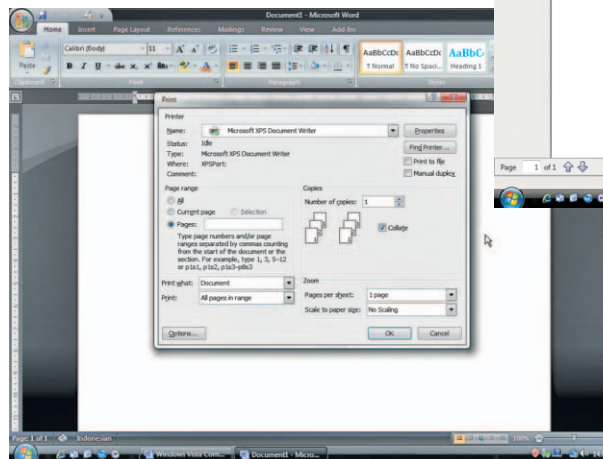 Document1 - Microsoft Word
Home Insert Page Layout References Mailings Review View Add-Ins
Calibri (Body) 11
Paste
B I U abc
AaBbCcDc AaBbCcDc AaBbC
¶ Normal ¶ No Spaci... Heading 1
Clipboard Font Paragraph Styles
Print
Printer
Name: Microsoft XPS Document Writer Properties
Status: Idle
Type: Microsoft XPS Document Writer
Where: XPSPort:
Comment:
Find Printer...
Print to file
Manual duplex
Page range
All
Current page Selection
Pages:
Type page numbers and/or page
ranges separated by commas counting
from the start of the document or the
section. For example, type 1, 3, 5-12
or p1s1, p1s2, p1s3-p8s3
Copies
Number of copies: 1
Collate
Print what: Document
Print: All pages in range
Zoom
Pages per sheet: 1 page
Scale to paper size: No Scaling
Options... OK Cancel
Page 1 of 1
Page: 1 of 1 Indonesian 100%
Windows Vista Com... Document1 - Micro...